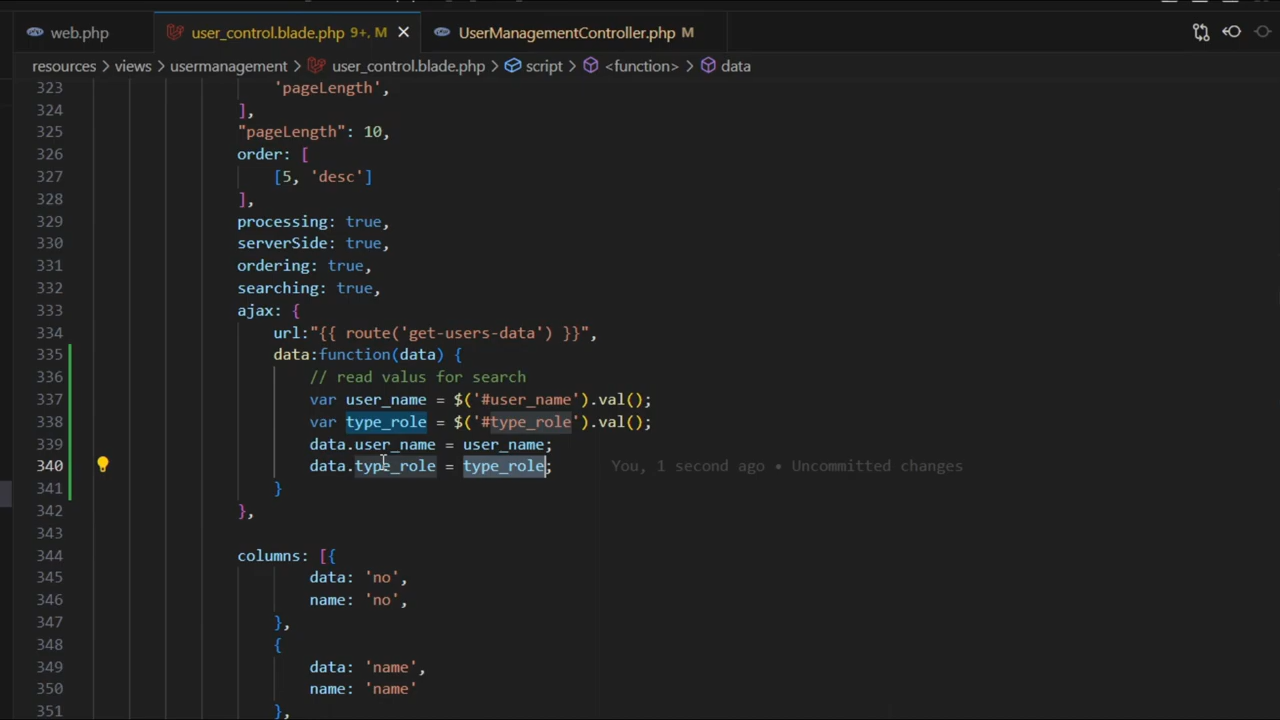 web.php user_control.blade.php 9+, M UserManagementController.php M
resources > views > usermanagement > user_control.blade.php > script > <function> > data
323 'pageLength',
324 ],
325 "pageLength": 10,
326 order: [
327 [5, 'desc']
328 ],
329 processing: true,
330 serverSide: true,
331 ordering: true,
332 searching: true,
333 ajax: {
334 url:"{{ route('get-users-data') }}",
335 data:function(data) {
336 // read valus for search
337 var user_name = $('#user_name').val();
338 var type_role = $('#type_role').val();
339 data.user_name = user_name;
340 data.type_role = type_role; You, 1 second ago • Uncommitted changes
341 }
342 },
343
344 columns: [{
345 data: 'no',
346 name: 'no',
347 },
348 {
349 data: 'name',
350 name: 'name'
351 },